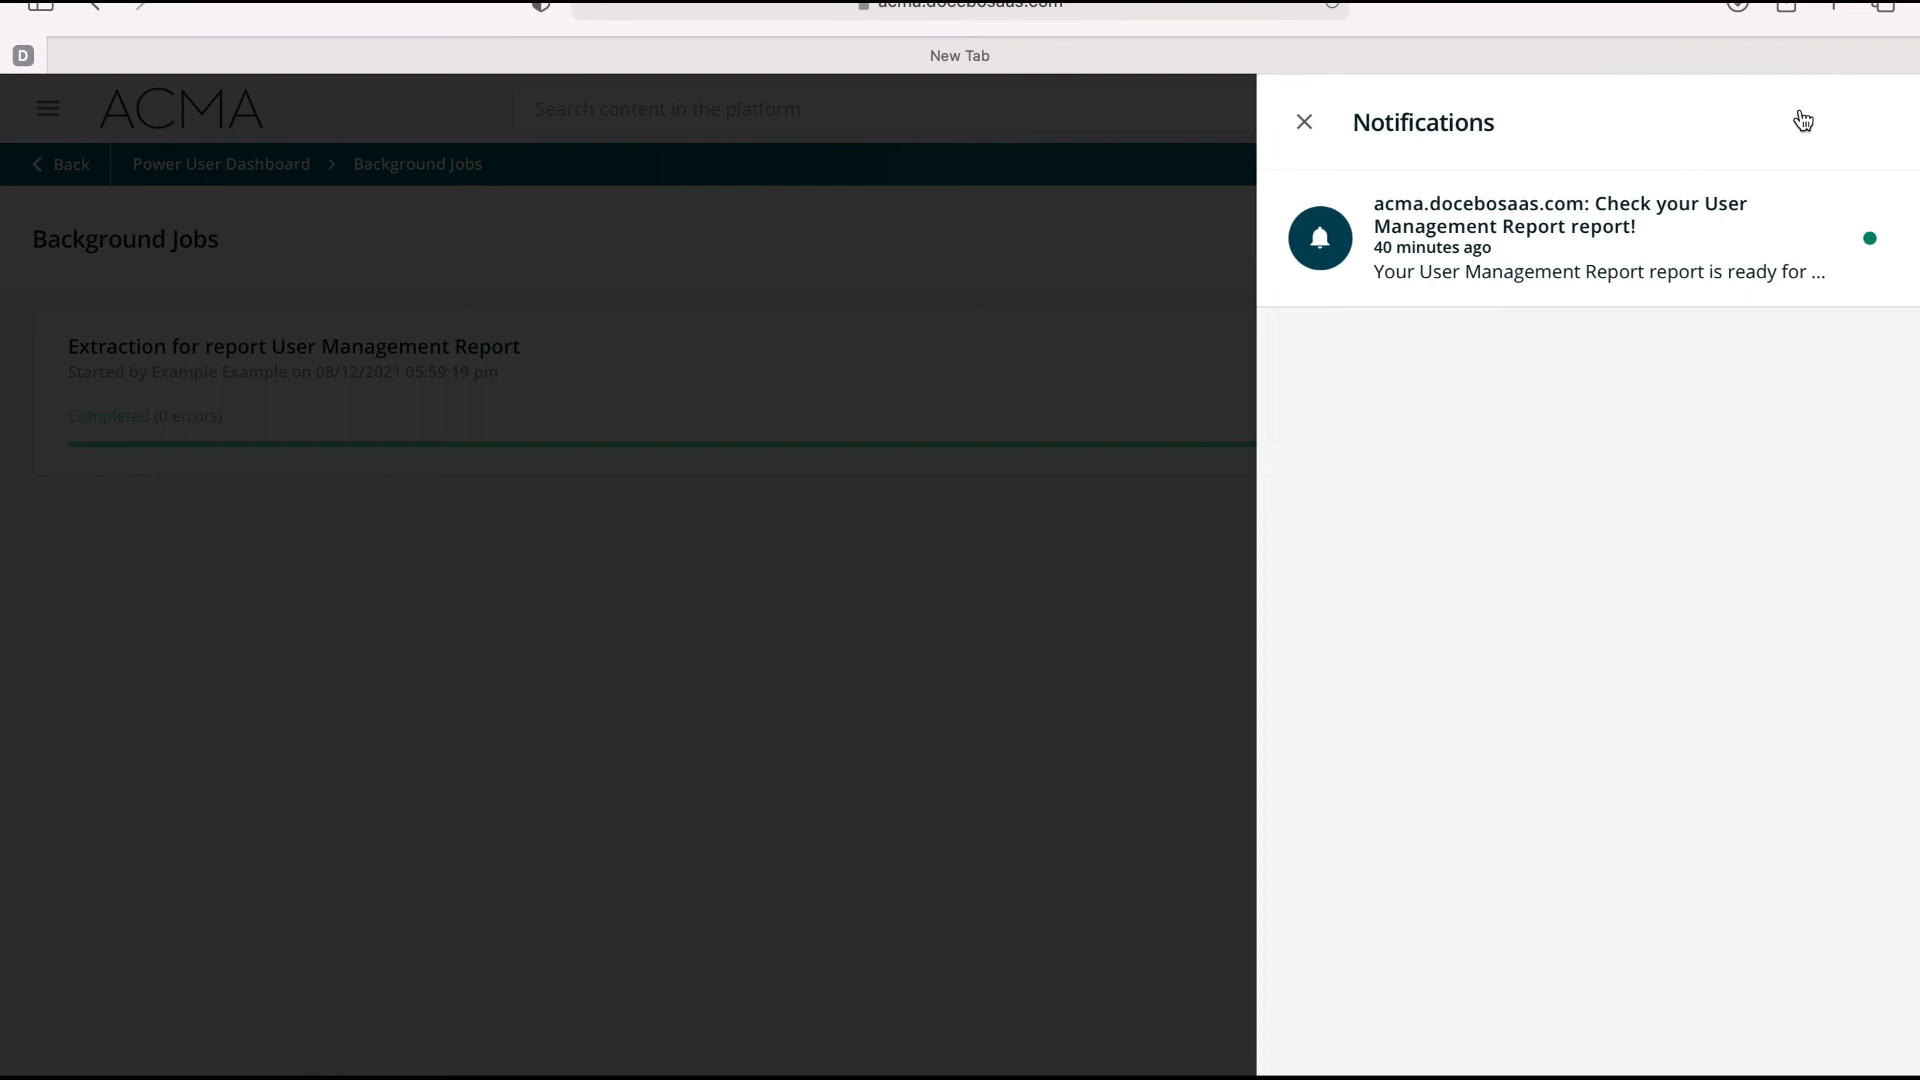 acma.docebosaas.com
D
New Tab
ACMA
Search content in the platform
Notifications
Back
Power User Dashboard
Background Jobs
acma.docebosaas.com: Check your User
Management Report report!
40 minutes ago
Your User Management Report report is ready for ...
Background Jobs
Extraction for report User Management Report
Started by Example Example on 08/12/2021 05:59:19 pm
Completed (0 errors)